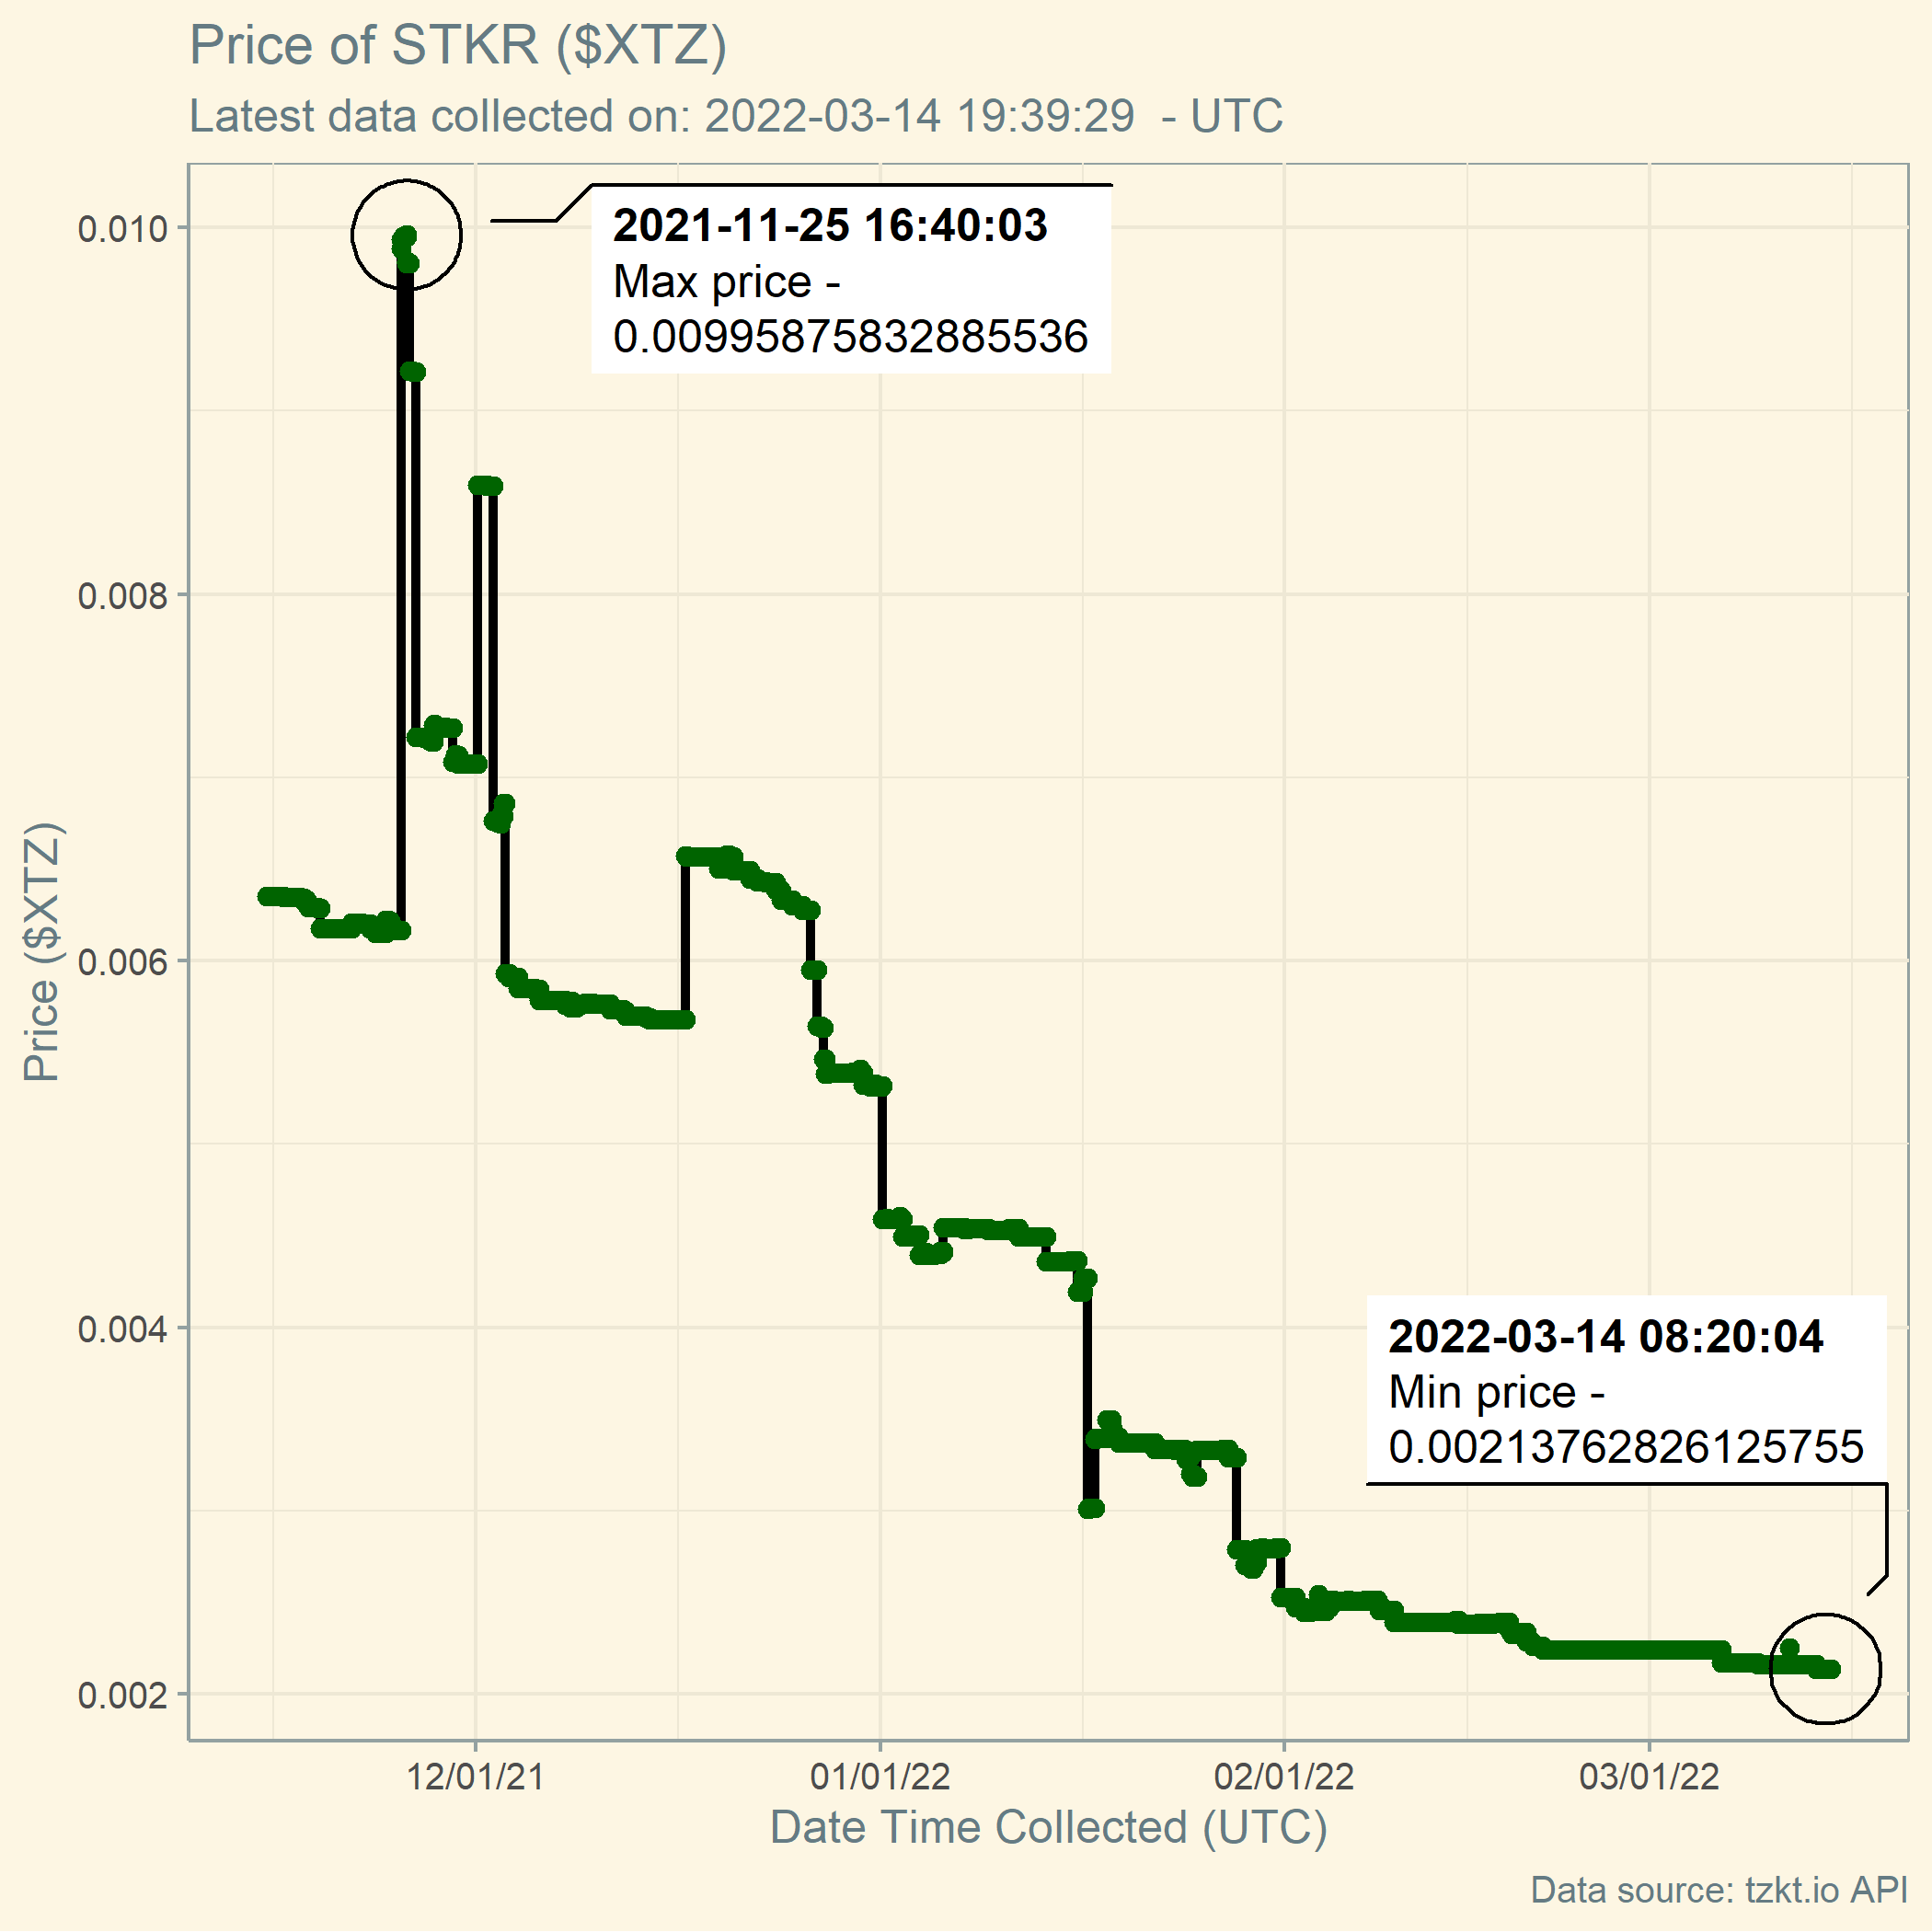 Price of STKR ($XTZ)
Latest data collected on: 2022-03-14 19:39:29  - UTC
2021-11-25 16:40:03
Max price -
0.00995875832885536
2022-03-14 08:20:04
Min price -
0.002137628261257​55
0.010
0.008
0.006
0.004
0.002
Price ($XTZ)
12/01/21
01/01/22
02/01/22
03/01/22
Date Time Collected (UTC)
Data source: tzkt.io API